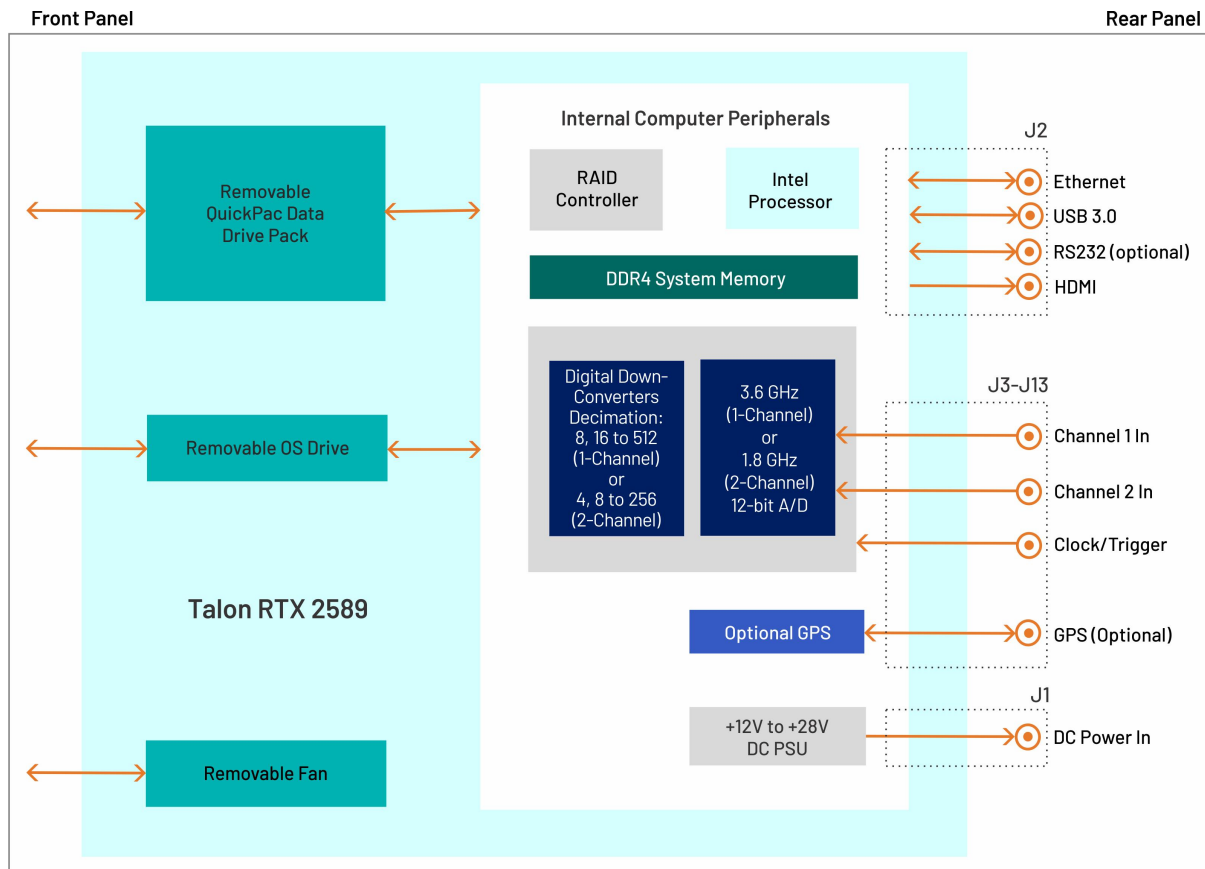 Front Panel
Rear Panel
Removable
QuickPac Data
Drive Pack
Removable OS Drive
Talon RTX 2589
Removable Fan
Internal Computer Peripherals
RAID
Controller
Intel
Processor
DDR4 System Memory
Digital Down-
Converters
Decimation:
8, 16 to 512
(1-Channel)
or
4, 8 to 256
(2-Channel)
3.6 GHz
(1-Channel)
or
1.8 GHz
(2-Channel)
12-bit A/D
Optional GPS
+12V to +28V
DC PSU
J2
Ethernet
USB 3.0
RS232 (optional)
HDMI
J3-J13
Channel 1 In
Channel 2 In
Clock/Trigger
GPS (Optional)
J1
DC Power In